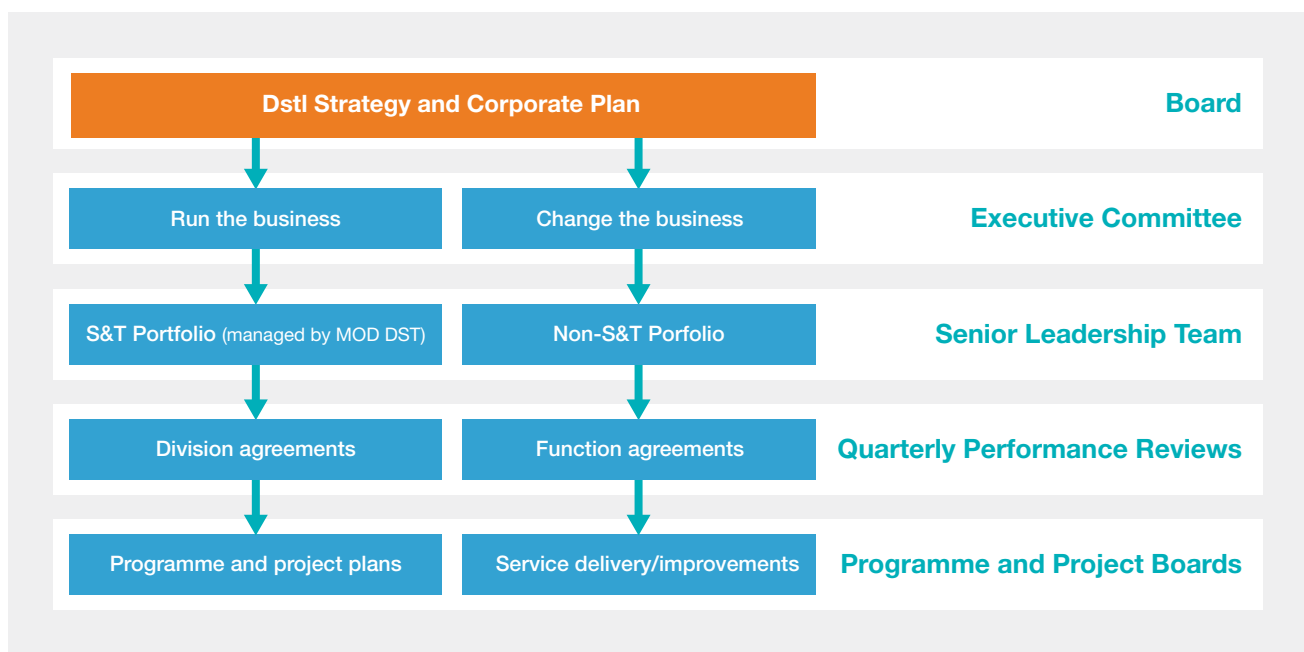 Dstl Strategy and Corporate Plan
Board
Run the business
Change the business
Executive Committee
S&T Portfolio (managed by MOD DST)
Non-S&T Porfolio
Senior Leadership Team
Division agreements
Function agreements
Quarterly Performance Reviews
Programme and project plans
Service delivery/improvements
Programme and Project Boards